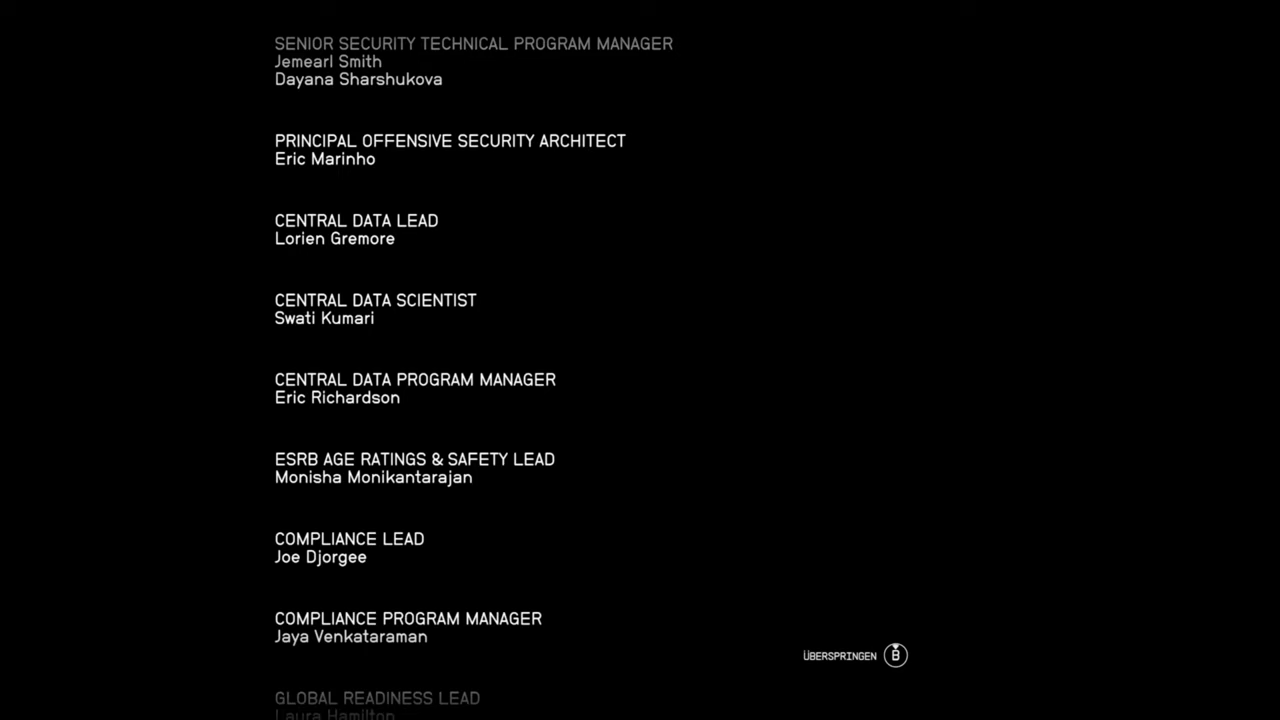 SENIOR SECURITY TECHNICAL PROGRAM MANAGER
Jemearl Smith
Dayana Sharshukova
PRINCIPAL OFFENSIVE SECURITY ARCHITECT
Eric Marinho
CENTRAL DATA LEAD
Lorien Gremore
CENTRAL DATA SCIENTIST
Swati Kumari
CENTRAL DATA PROGRAM MANAGER
Eric Richardson
ESRB AGE RATINGS & SAFETY LEAD
Monisha Monikantarajan
COMPLIANCE LEAD
Joe Djorgee
COMPLIANCE PROGRAM MANAGER
Jaya Venkataraman
ÜBERSPRINGEN B
GLOBAL READINESS LEAD
Laura Hamilton